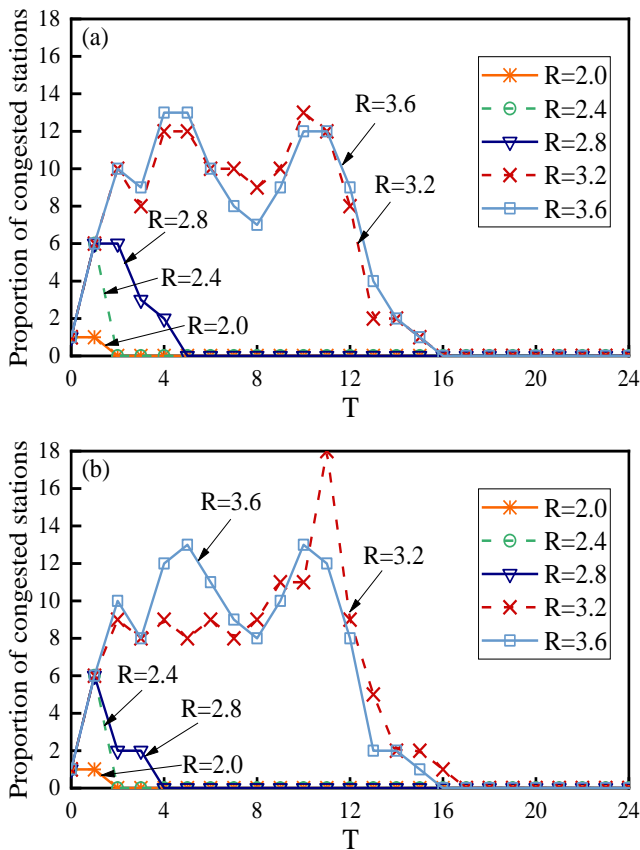 (a)
Proportion of congested stations
18
16
14
12
10
8
6
4
2
0
R=2.0
R=2.4
R=2.8
R=3.2
R=3.6
R=3.6
R=3.2
R=2.8
R=2.4
R=2.0
0 4 8 12 16 20 24
T
(b)
Proportion of congested stations
18
16
14
12
10
8
6
4
2
0
R=2.0
R=2.4
R=2.8
R=3.2
R=3.6
R=3.6
R=3.2
R=2.4
R=2.8
R=2.0
0 4 8 12 16 20 24
T